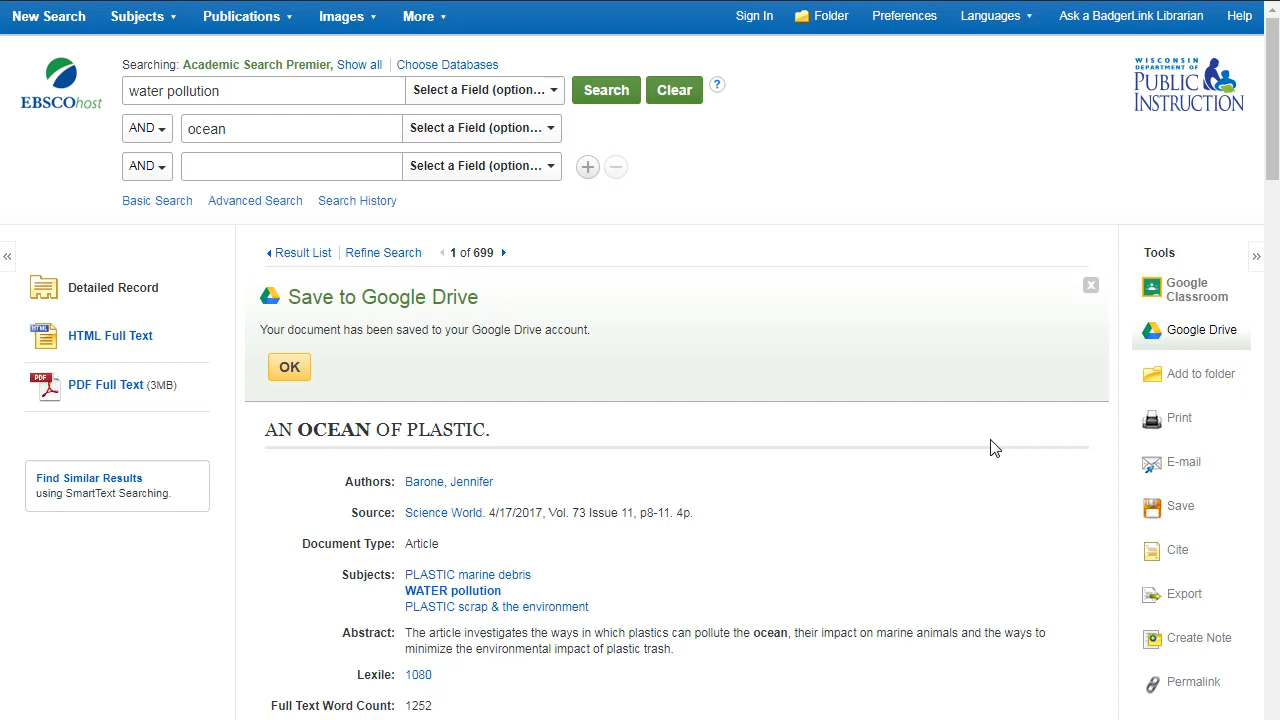 New Search Subjects Publications Images More Sign In Folder Preferences Languages Ask a BadgerLink Librarian Help
Searching: Academic Search Premier, Show all | Choose Databases
water pollution Select a Field (option... Search Clear ?
AND ocean Select a Field (option...
AND Select a Field (option...
Basic Search Advanced Search Search History
EBSCOhost
WISCONSIN
DEPARTMENT OF
PUBLIC
INSTRUCTION
Detailed Record
HTML Full Text
PDF Full Text (3MB)
Find Similar Results
using SmartText Searching.
Result List Refine Search 1 of 699
Save to Google Drive
Your document has been saved to your Google Drive account.
OK
AN OCEAN OF PLASTIC.
Authors: Barone, Jennifer
Source: Science World. 4/17/2017, Vol. 73 Issue 11, p8-11. 4p.
Document Type: Article
Subjects: PLASTIC marine debris
WATER pollution
PLASTIC scrap & the environment
Abstract: The article investigates the ways in which plastics can pollute the ocean, their impact on marine animals and the ways to
minimize the environmental impact of plastic trash.
Lexile: 1080
Full Text Word Count: 1252
Tools
Google
Classroom
Google Drive
Add to folder
Print
E-mail
Save
Cite
Export
Create Note
Permalink